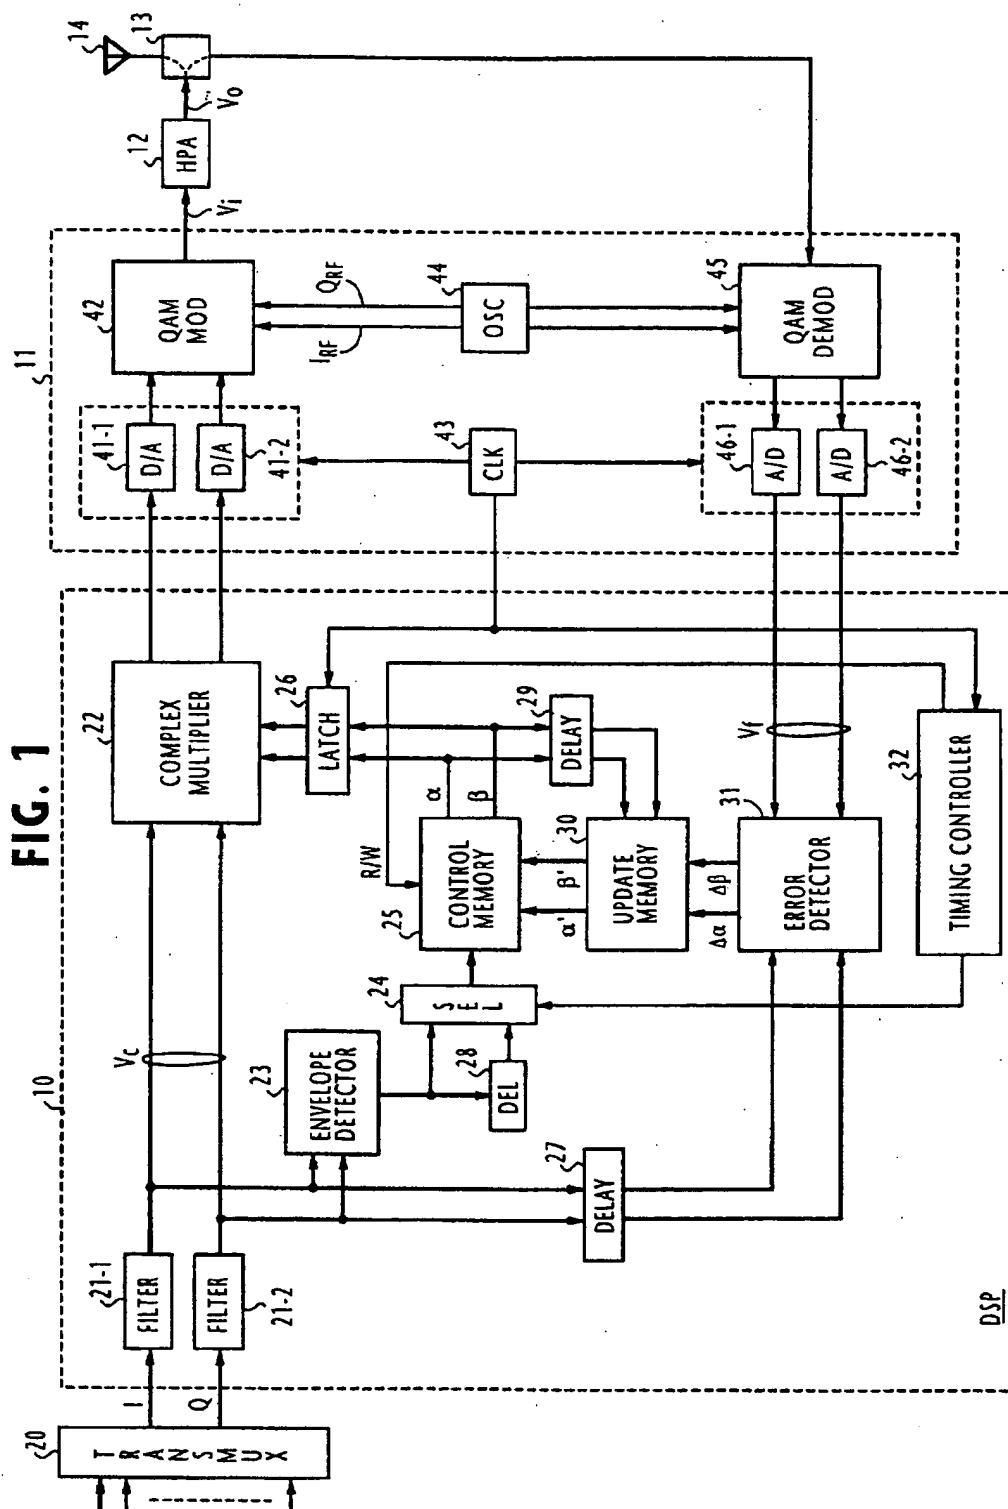 FIG. 1
20
TRANSMUX
I
Q
10
21-1
FILTER
FILTER
21-2
Vc
22
COMPLEX
MULTIPLIER
23
ENVELOPE
DETECTOR
24
SEL
28
DEL
27
DELAY
25
CONTROL
MEMORY
R/W
α
β
26
LATCH
29
DELAY
α'
β'
30
UPDATE
MEMORY
Δα
Δβ
31
ERROR
DETECTOR
Vf
32
TIMING CONTROLLER
DSP
11
41-1
D/A
D/A
41-2
42
QAM
MOD
43
CLK
IRF
QRF
44
OSC
45
QAM
DEMOD
46-1
A/D
A/D
46-2
Vi
12
HPA
Vo
13
14